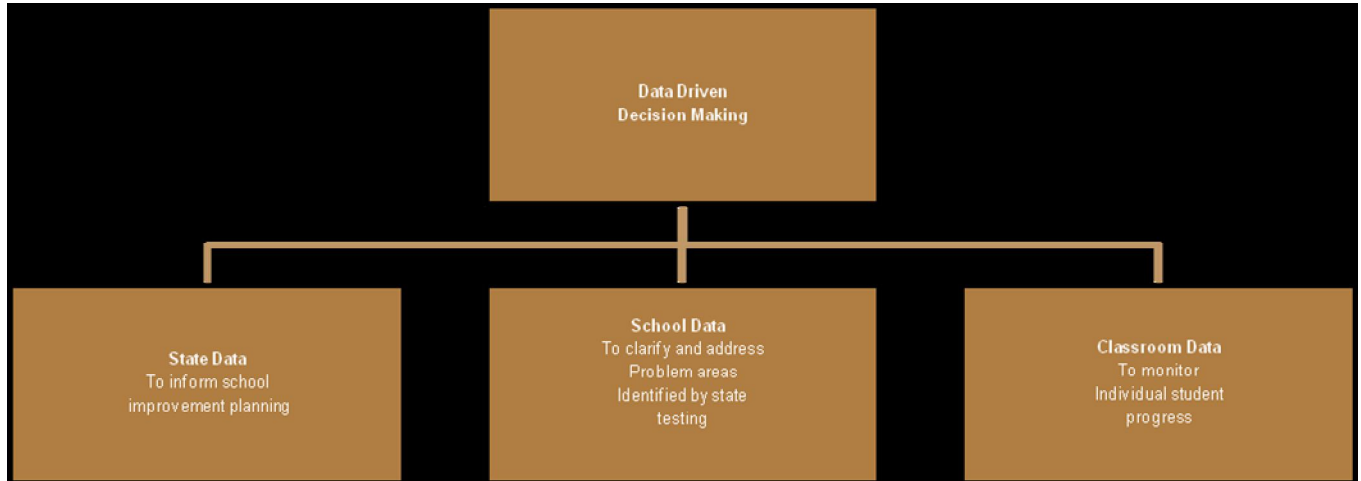 Data Driven
Decision Making
State Data
To inform school
improvement planning
School Data
To clarify and address
Problem areas
Identified by state
testing
Classroom Data
To monitor
Individual student
progress